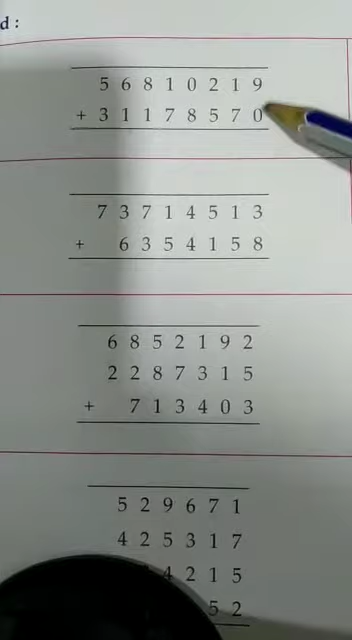 d :
5 6 8 1 0 2 1 9
+ 3 1 1 7 8 5 7 0
7 3 7 1 4 5 1 3
+ 6 3 5 4 1 5 8
6 8 5 2 1 9 2
2 2 8 7 3 1 5
+ 7 1 3 4 0 3
5 2 9 6 7 1
4 2 5 3 1 7
4 2 1 5
5 2